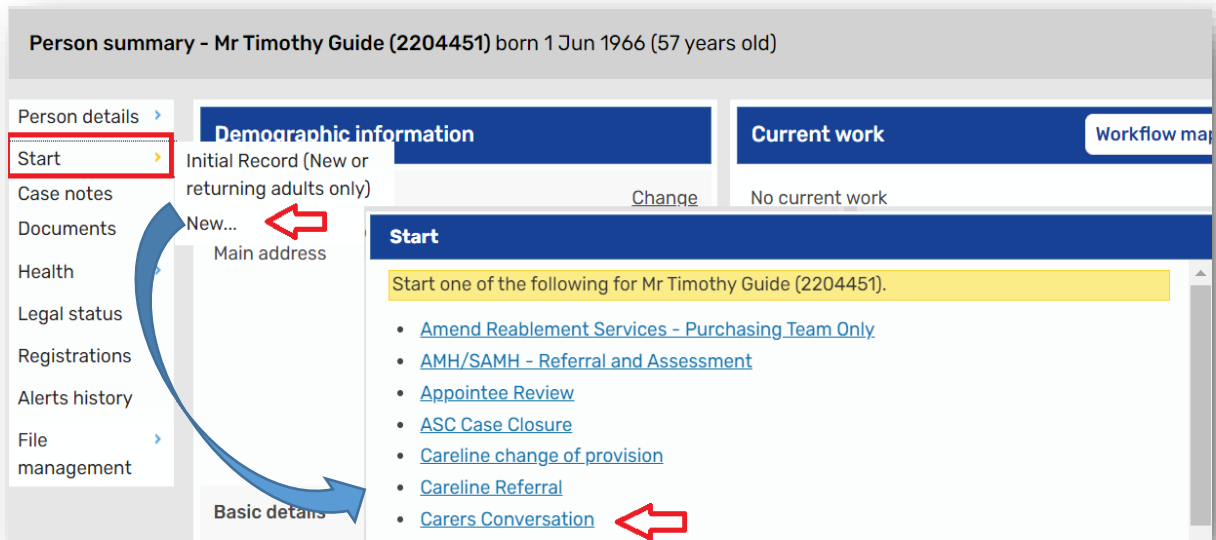 Person summary - Mr Timothy Guide (2204451) born 1 Jun 1966 (57 years old)
Person details
Start
Case notes
Documents
Health
Legal status
Registrations
Alerts history
File
management
Initial Record (New or
returning adults only)
New...
Demographic information
Change
Main address
Basic details
Current work
Workflow map
No current work
Start
Start one of the following for Mr Timothy Guide (2204451).
Amend Reablement Services - Purchasing Team Only
AMH/SAMH - Referral and Assessment
Appointee Review
ASC Case Closure
Careline change of provision
Careline Referral
Carers Conversation